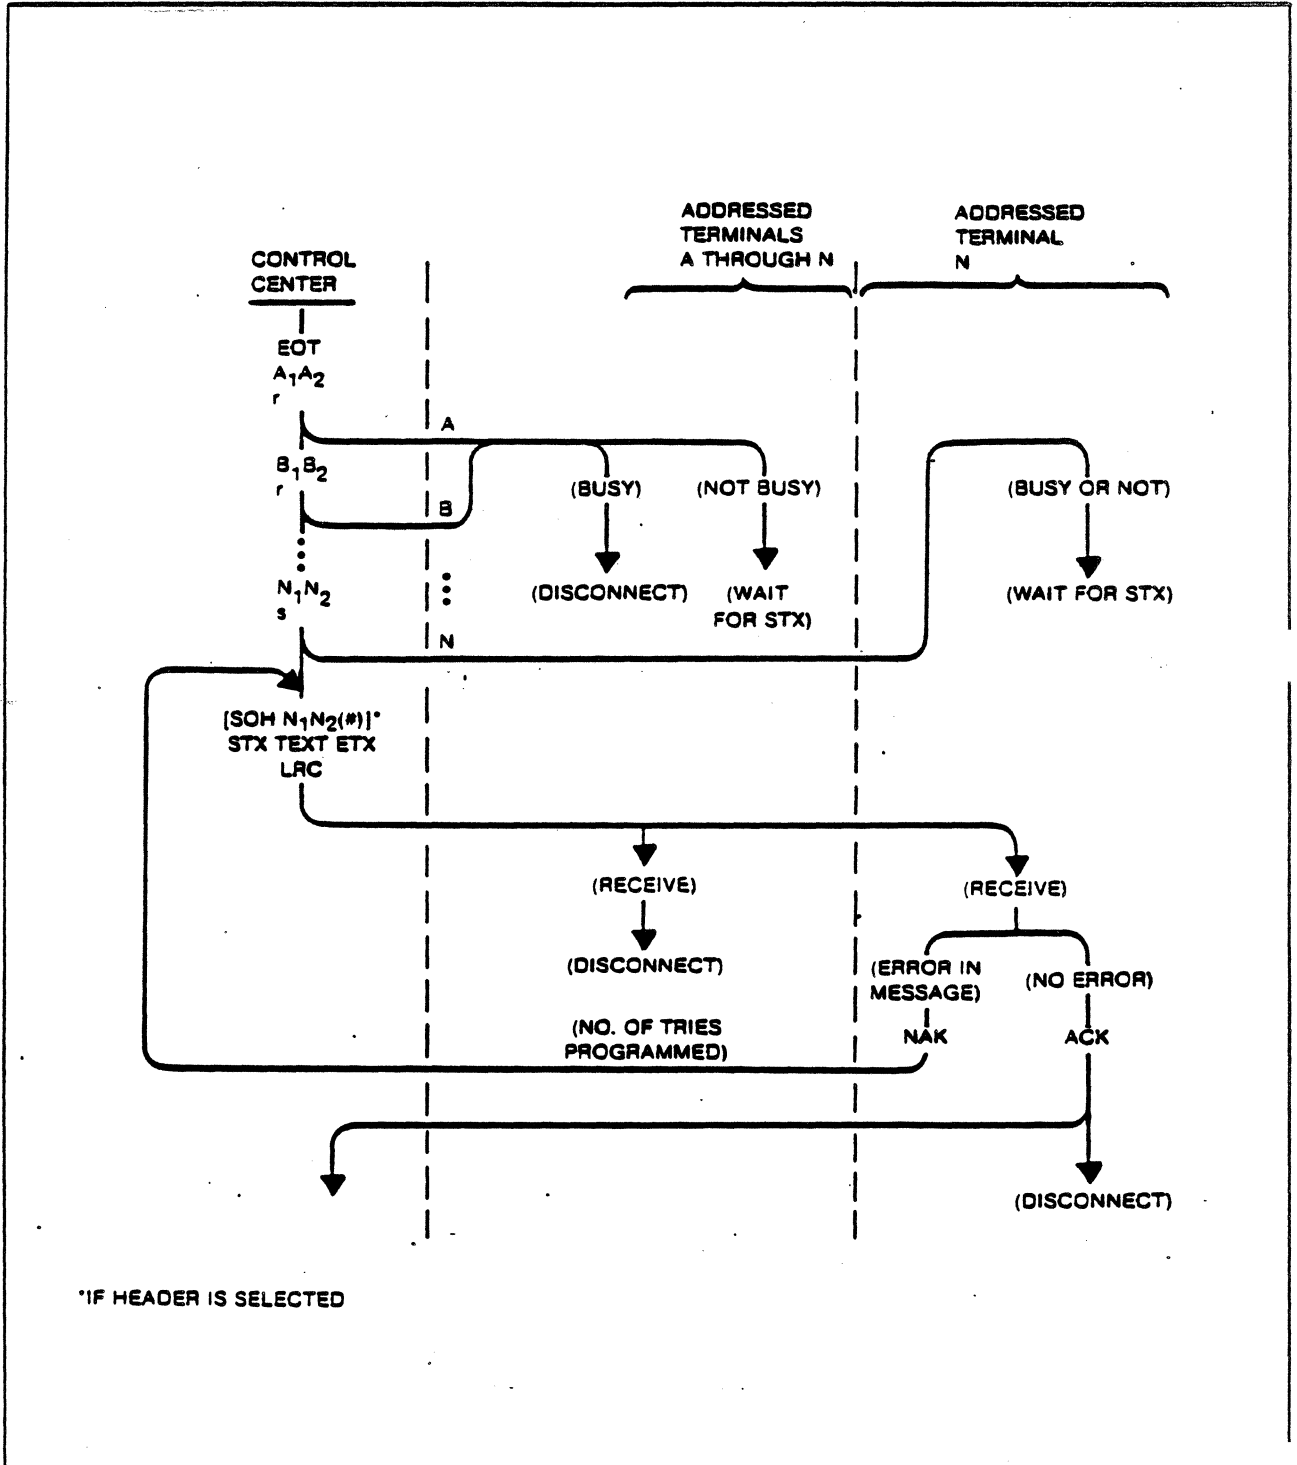 ADDRESSED
TERMINALS
A THROUGH N
ADDRESSED
TERMINAL
N
CONTROL
CENTER
EOT
A1A2
r
A
B1B2
r
(BUSY)
(NOT BUSY)
(BUSY OR NOT)
B
N1N2
s
(DISCONNECT)
(WAIT
FOR STX)
(WAIT FOR STX)
N
[SOH N1N2(#)]*
STX TEXT ETX
LRC
(RECEIVE)
(RECEIVE)
(DISCONNECT)
(ERROR IN
MESSAGE)
(NO ERROR)
(NO. OF TRIES
PROGRAMMED)
NAK
ACK
(DISCONNECT)
*IF HEADER IS SELECTED